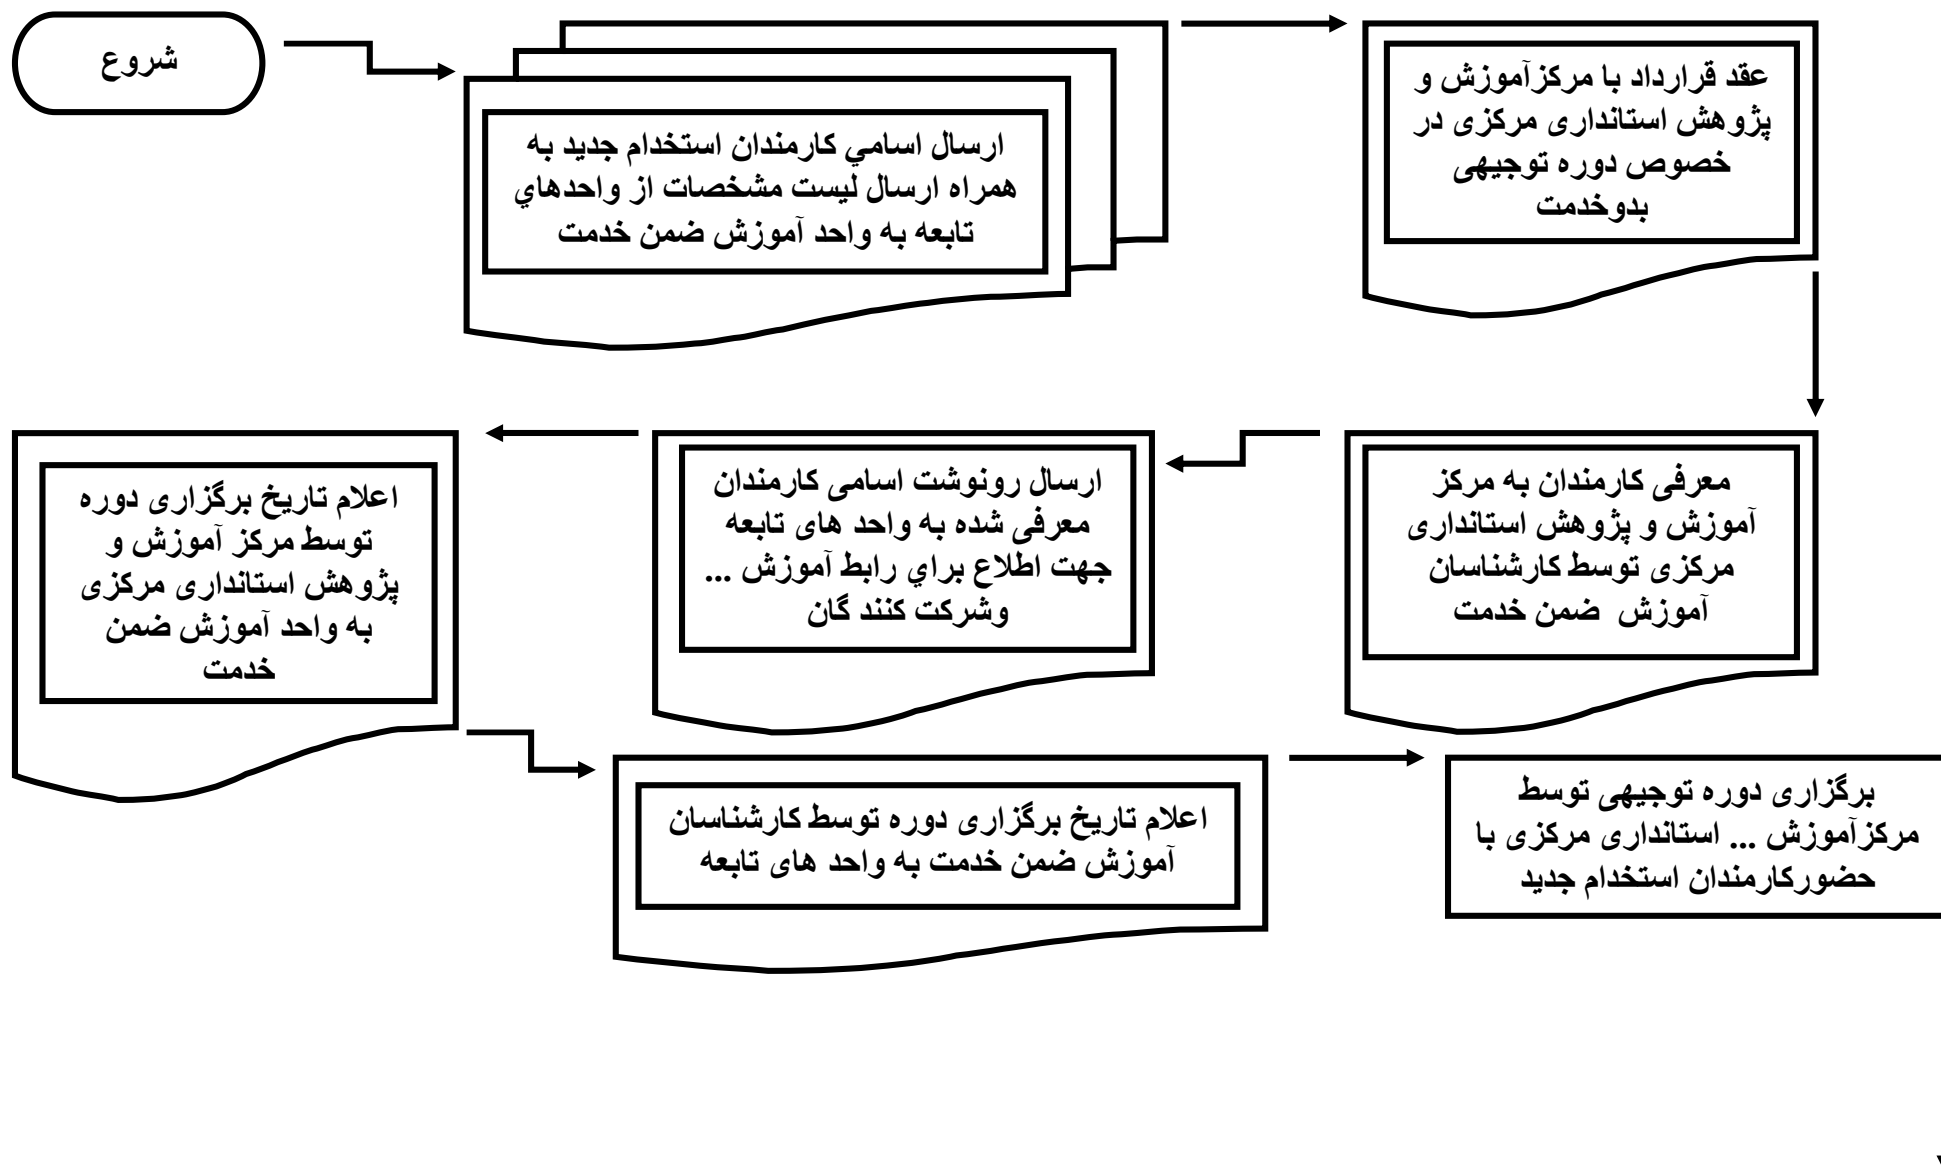 شروع
ارسال اسامي کارمندان استخدام جدید به
همراه ارسال لیست مشخصات از واحدهاي
تابعه به واحد آموزش ضمن خدمت
عقد قرارداد با مرکزآموزش و
پژوهش استانداری مرکزی در
خصوص دوره توجیهی
بدوخدمت
معرفی کارمندان به مرکز
آموزش و پژوهش استانداری
مرکزی توسط کارشناسان
آموزش ضمن خدمت
ارسال رونوشت اسامی کارمندان
معرفی شده به واحد های تابعه
جهت اطلاع براي رابط آموزش ...
وشرکت کنند گان
اعلام تاریخ برگزاری دوره
توسط مرکز آموزش و
پژوهش استانداری مرکزی
به واحد آموزش ضمن
خدمت
اعلام تاریخ برگزاری دوره توسط کارشناسان
آموزش ضمن خدمت به واحد های تابعه
برگزاری دوره توجیهی توسط
مرکزآموزش ... استانداری مرکزی با
حضورکارمندان استخدام جدید